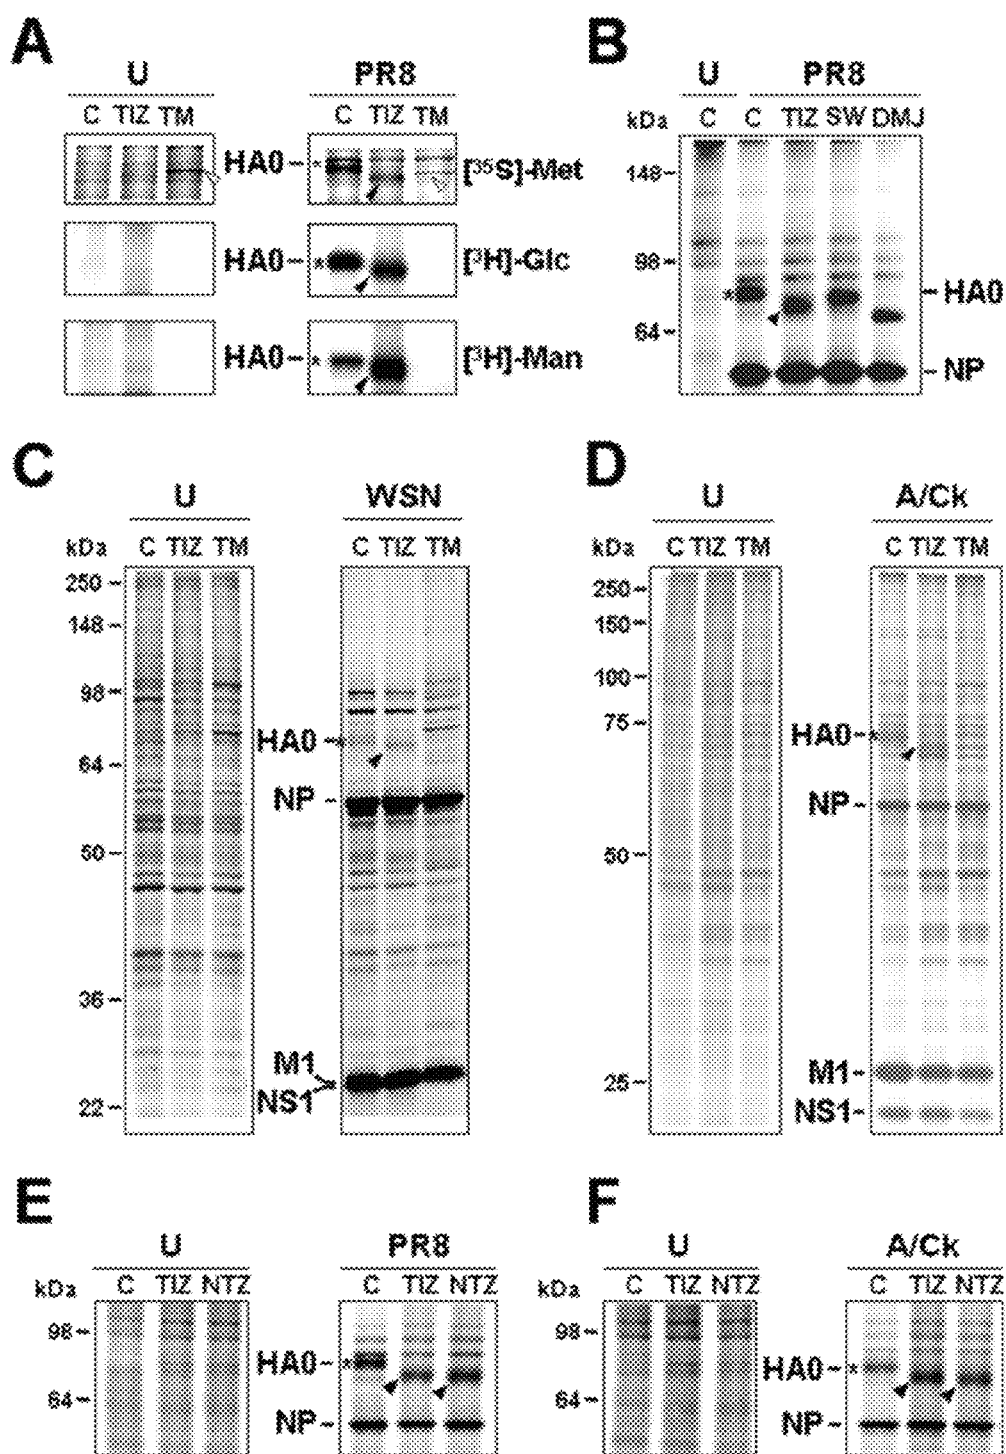 A
U PR8
C TIZ TM C TIZ TM
HA0 [³⁵S]-Met
HA0 [³H]-Glc
HA0 [³H]-Man
B
U PR8
kDa C C TIZ SW DMJ
148
98
HA0
64
NP
C
U WSN
kDa C TIZ TM C TIZ TM
250
148
98
HA0
64
NP
50
36
M1
NS1
22
D
U A/Ck
kDa C TIZ TM C TIZ TM
250
150
100
75
HA0
NP
50
M1
25
NS1
E
U PR8
kDa C TIZ NTZ C TIZ NTZ
98
HA0
64
NP
F
U A/Ck
kDa C TIZ NTZ C TIZ NTZ
98
HA0
64
NP